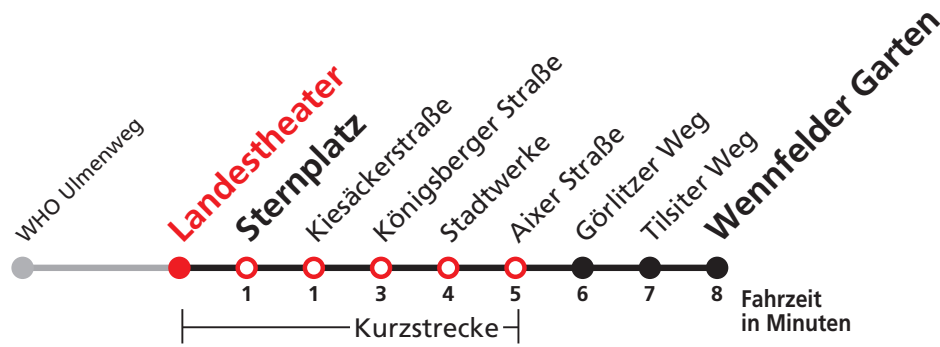 WHO Ulmenweg
Landestheater
Sternplatz
Kiesäckerstraße
Königsberger Straße
Stadtwerke
Aixer Straße
Görlitzer Weg
Tilsiter Weg
Wennfelder Garten
1 1 3 4 5 6 7 8
Fahrzeit
in Minuten
Kurzstrecke